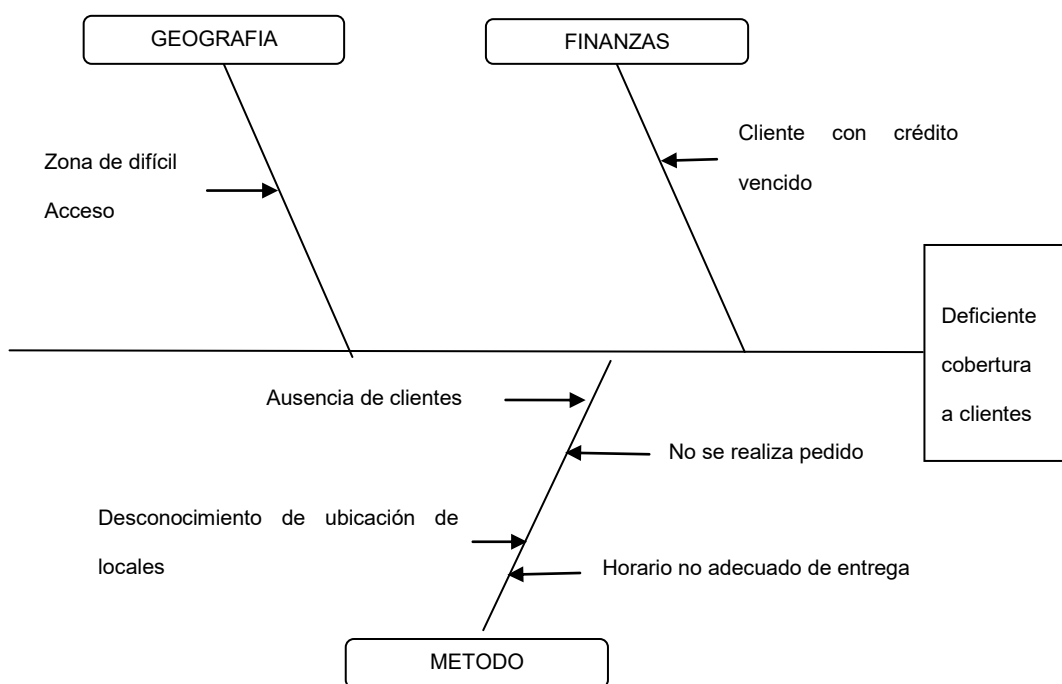 GEOGRAFIA
FINANZAS
Cliente con crédito
vencido
Zona de difícil
Acceso
Deficiente
cobertura
a clientes
Ausencia de clientes
No se realiza pedido
Desconocimiento de ubicación de
locales
Horario no adecuado de entrega
METODO